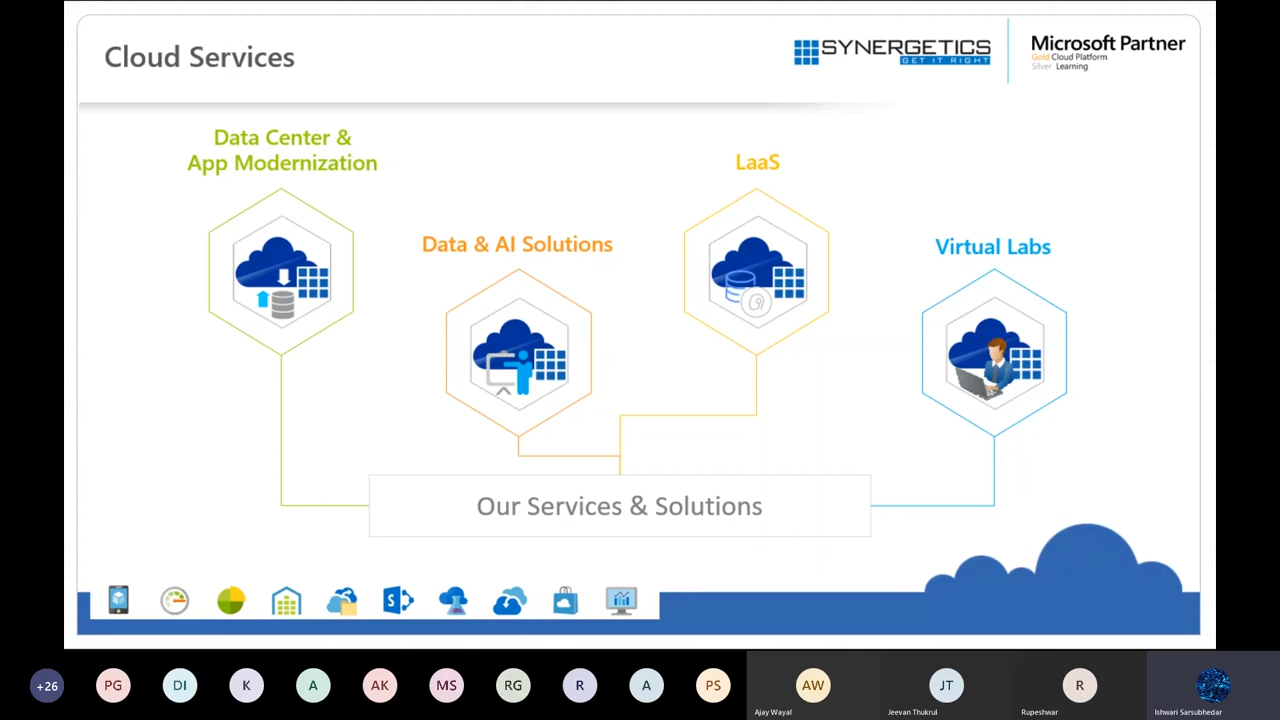 Cloud Services
SYNERGETICS
GET IT RIGHT
Microsoft Partner
Gold Cloud Platform
Silver Learning
Data Center &
App Modernization
LaaS
Data & AI Solutions
Virtual Labs
Our Services & Solutions
S
+26
PG
DI
K
A
AK
MS
RG
R
A
PS
AW
JT
R
Ajay Wayal
Jeevan Thukrul
Rupeshwar
Ishwari Sarsubhedar